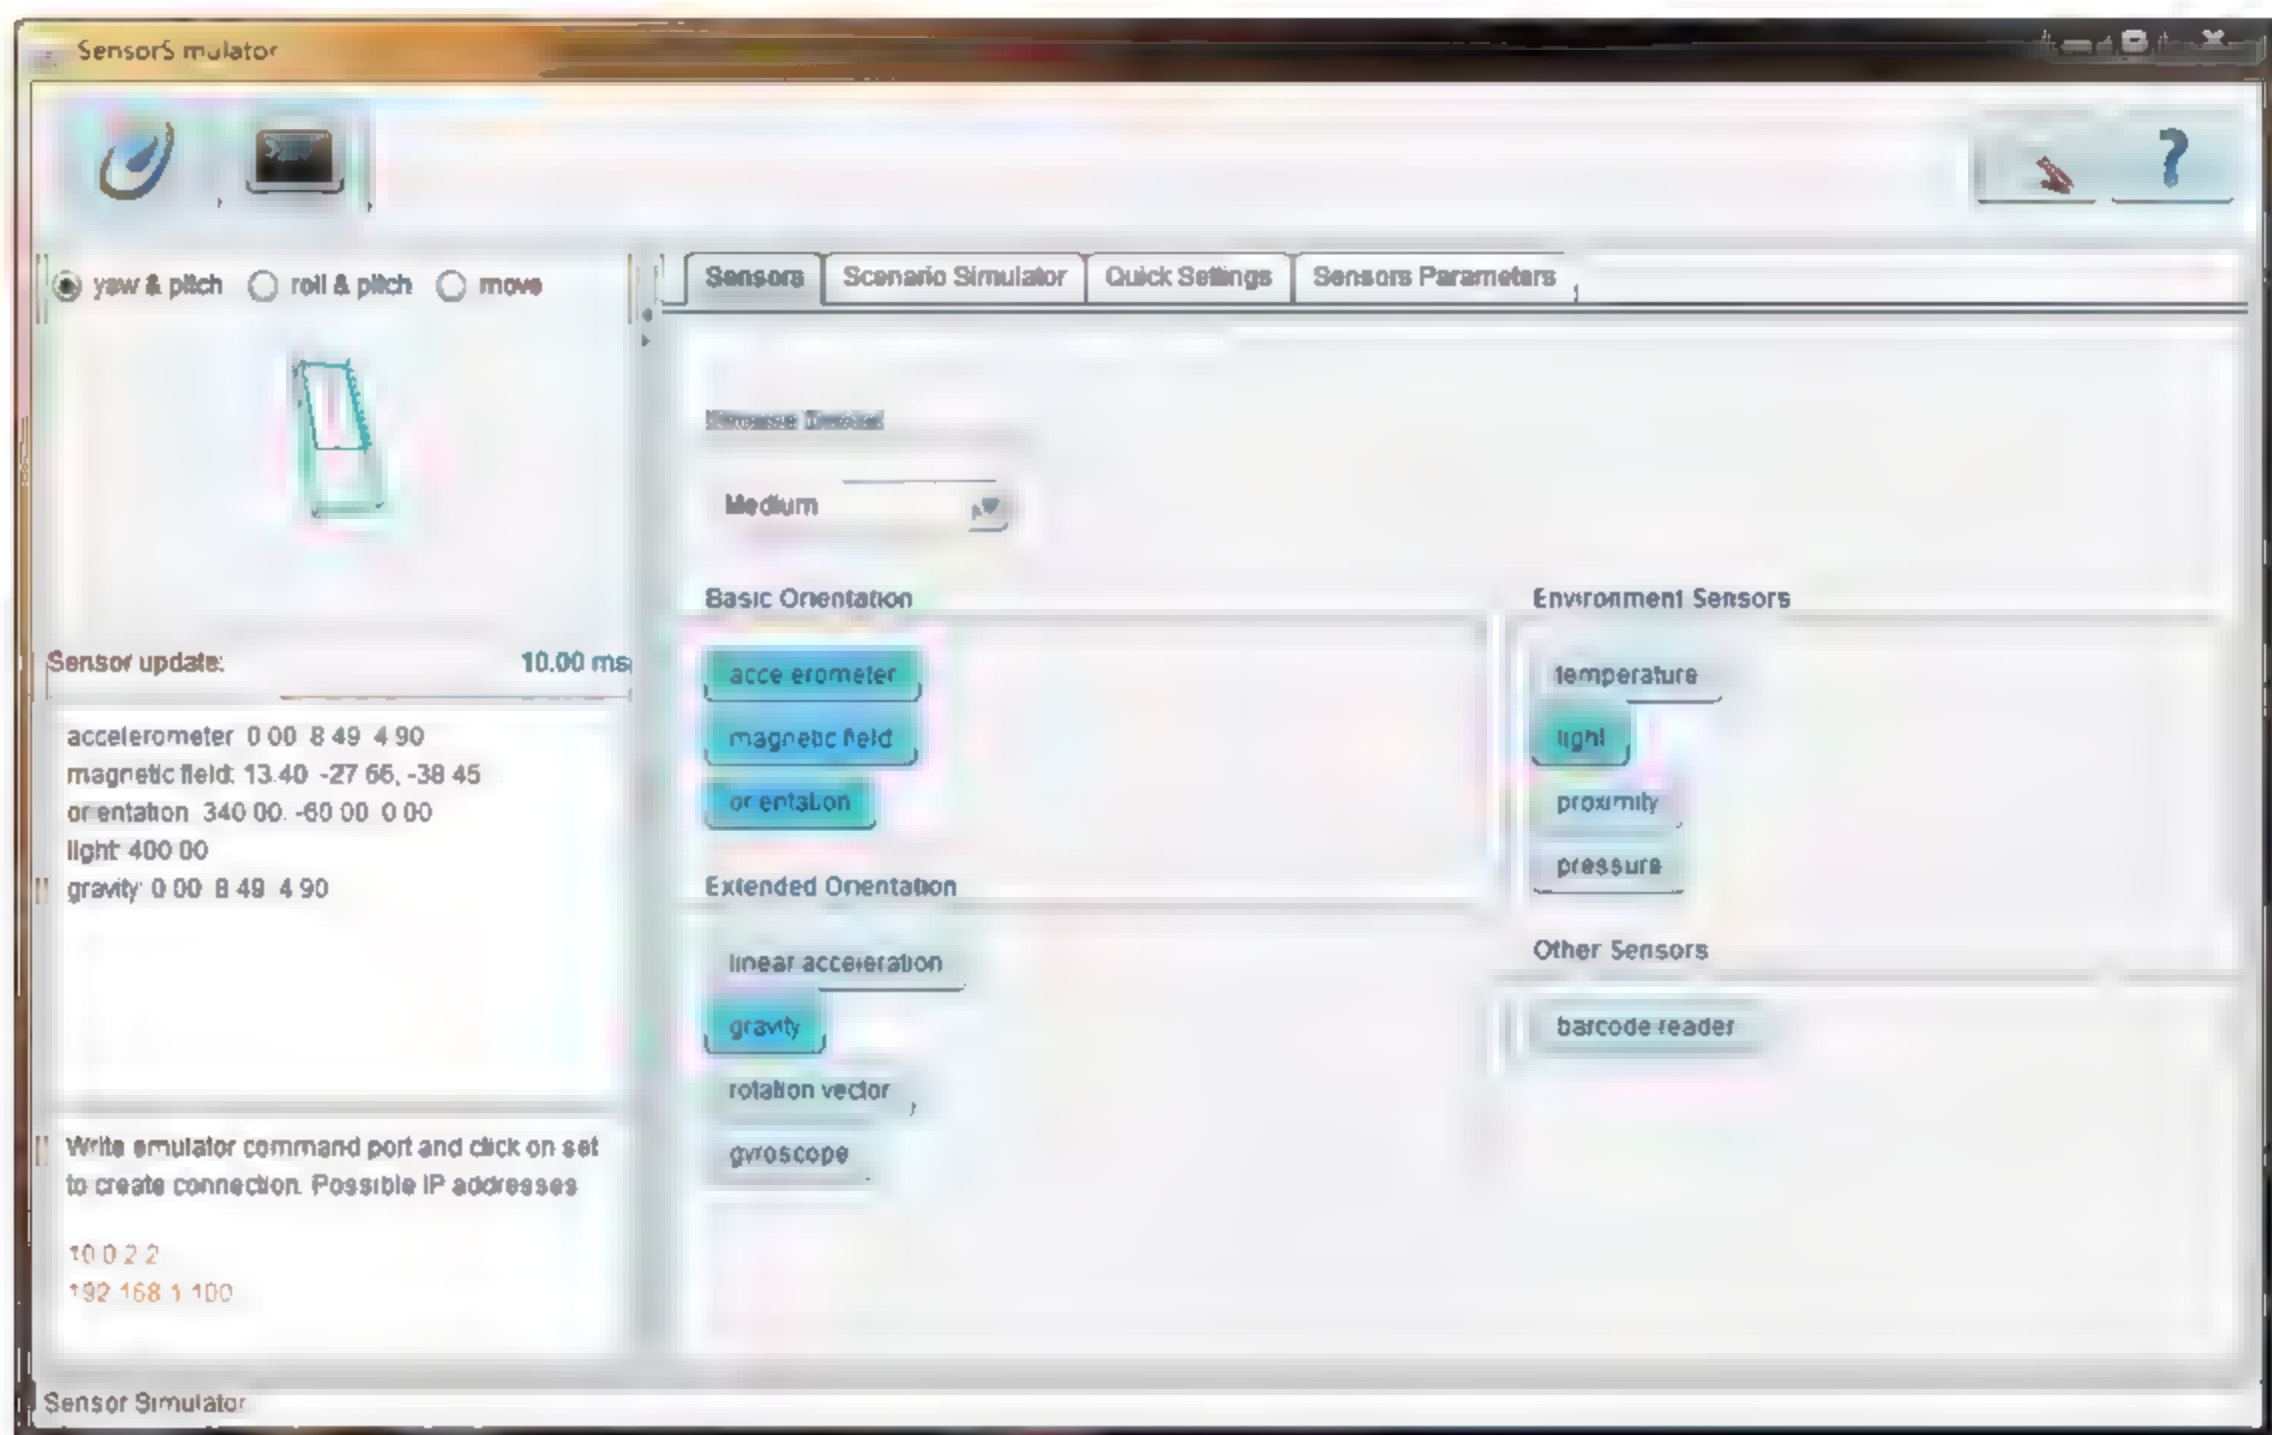 SensorS mulator
yaw & pitch roll & pitch move
Sensors Scenario Simulator Quick Settings Sensors Parameters
Medium
Basic Orientation
Environment Sensors
Sensor update: 10.00 ms
accelerometer
temperature
magnetic field
light
orientation
proximity
pressure
accelerometer 0 00 8 49 4 90
magnetic field: 13.40 -27 66, -38 45
orientation 340 00. -60 00 0 00
light: 400 00
gravity: 0 00 8 49 4 90
Extended Orientation
linear acceleration
gravity
rotation vector
gyroscope
Other Sensors
barcode reader
Write emulator command port and click on set
to create connection. Possible IP addresses
10 0 2 2
192 168 1 100
Sensor Simulator